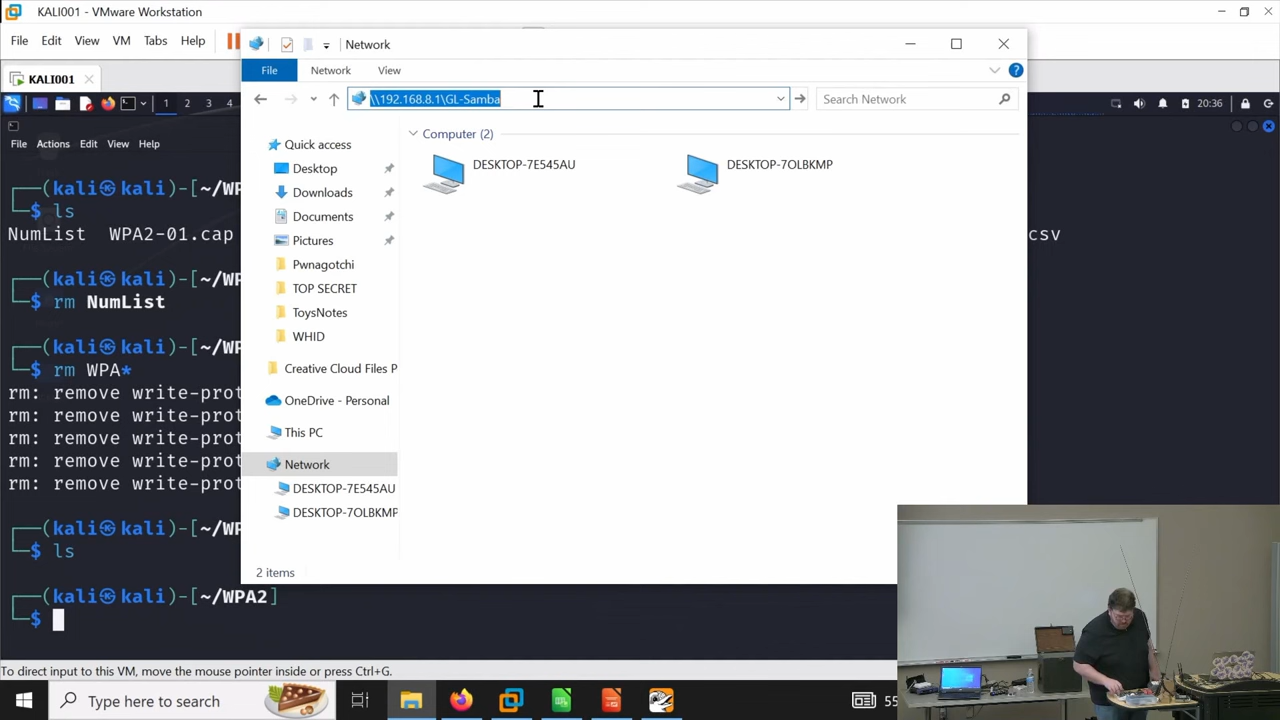 KALI001 - VMware Workstation
File Edit View VM Tabs Help
KALI001
1 2 3 4
20:36
File Actions Edit View Help
┌──(kali㉿kali)-[~/WP
└─$ ls
NumList WPA2-01.cap
csv
┌──(kali㉿kali)-[~/WP
└─$ rm NumList
┌──(kali㉿kali)-[~/WP
└─$ rm WPA*
rm: remove write-prot
rm: remove write-prot
rm: remove write-prot
rm: remove write-prot
rm: remove write-prot
┌──(kali㉿kali)-[~/WP
└─$ ls
┌──(kali㉿kali)-[~/WPA2]
└─$
Network
File Network View
\\192.168.8.1\GL-Samba
Search Network
Quick access
Desktop
Downloads
Documents
Pictures
Pwnagotchi
TOP SECRET
ToysNotes
WHID
Creative Cloud Files P
OneDrive - Personal
This PC
Network
DESKTOP-7E545AU
DESKTOP-7OLBKMP
Computer (2)
DESKTOP-7E545AU
DESKTOP-7OLBKMP
2 items
To direct input to this VM, move the mouse pointer inside or press Ctrl+G.
Type here to search
55